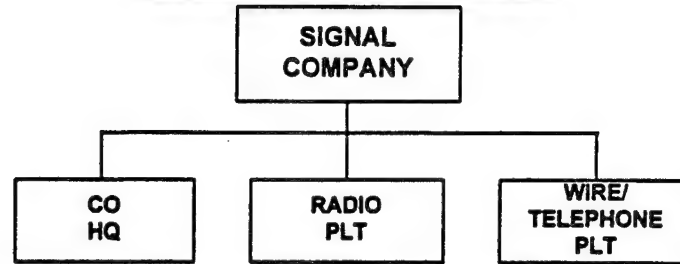 SIGNAL
COMPANY
CO
HQ
RADIO
PLT
WIRE/
TELEPHONE
PLT